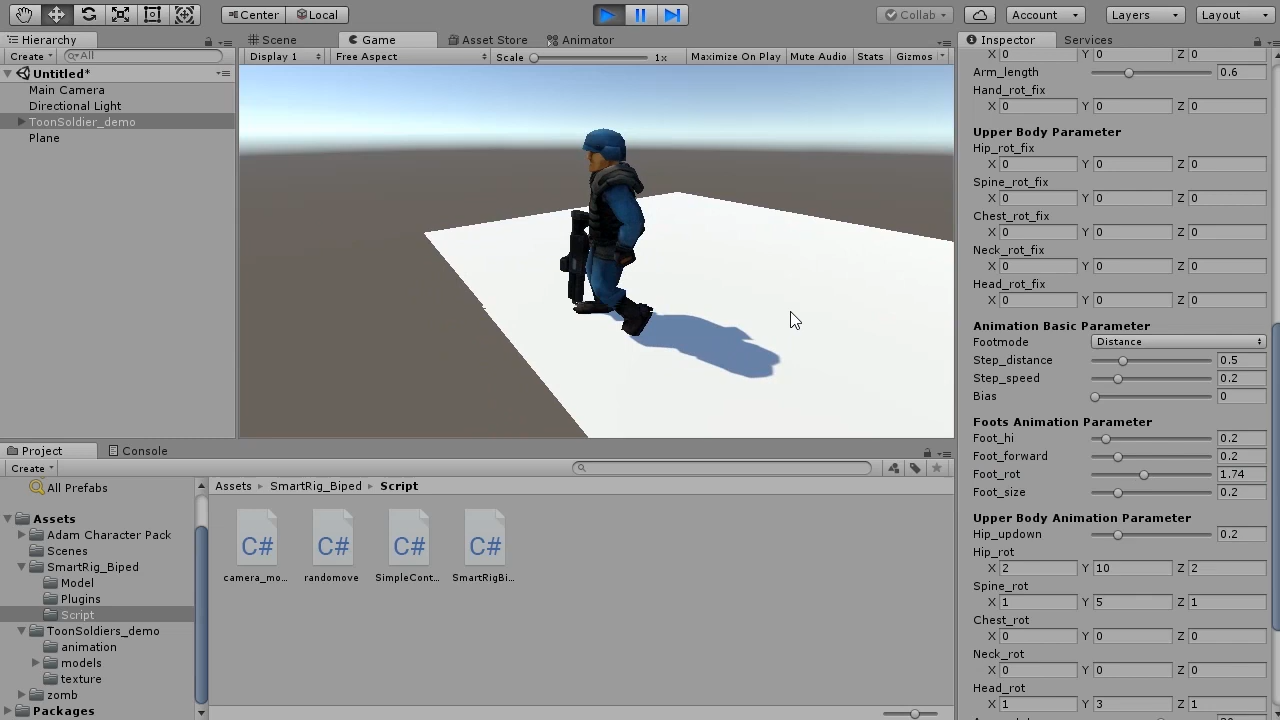 Center Local Collab Account Layers Layout
Hierarchy
Create All
Untitled*
Main Camera
Directional Light
ToonSoldier_demo
Plane
Scene Game Asset Store Animator
Display 1 Free Aspect Scale 1x Maximize On Play Mute Audio Stats Gizmos
Project Console
Create
All Prefabs
Assets
Adam Character Pack
Scenes
SmartRig_Biped
Model
Plugins
Script
ToonSoldiers_demo
animation
models
texture
zomb
Packages
Assets SmartRig_Biped Script
C# C# C# C#
camera_mo... randomove SimpleCont... SmartRigBi...
Inspector Services
X 0 Y 0 Z 0
Arm_length 0.6
Hand_rot_fix
X 0 Y 0 Z 0
Upper Body Parameter
Hip_rot_fix
X 0 Y 0 Z 0
Spine_rot_fix
X 0 Y 0 Z 0
Chest_rot_fix
X 0 Y 0 Z 0
Neck_rot_fix
X 0 Y 0 Z 0
Head_rot_fix
X 0 Y 0 Z 0
Animation Basic Parameter
Footmode Distance
Step_distance 0.5
Step_speed 0.2
Bias 0
Foots Animation Parameter
Foot_hi 0.2
Foot_forward 0.2
Foot_rot 1.74
Foot_size 0.2
Upper Body Animation Parameter
Hip_updown 0.2
Hip_rot
X 2 Y 10 Z 2
Spine_rot
X 1 Y 5 Z 1
Chest_rot
X 0 Y 0 Z 0
Neck_rot
X 0 Y 0 Z 0
Head_rot
X 1 Y 3 Z 1